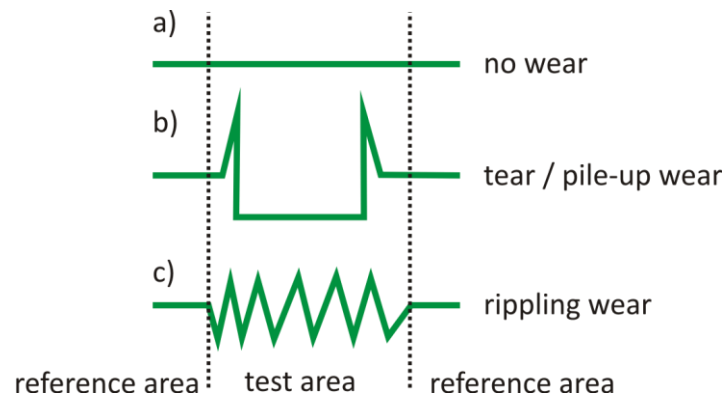 a)
no wear
b)
tear / pile-up wear
c)
rippling wear
reference area test area reference area